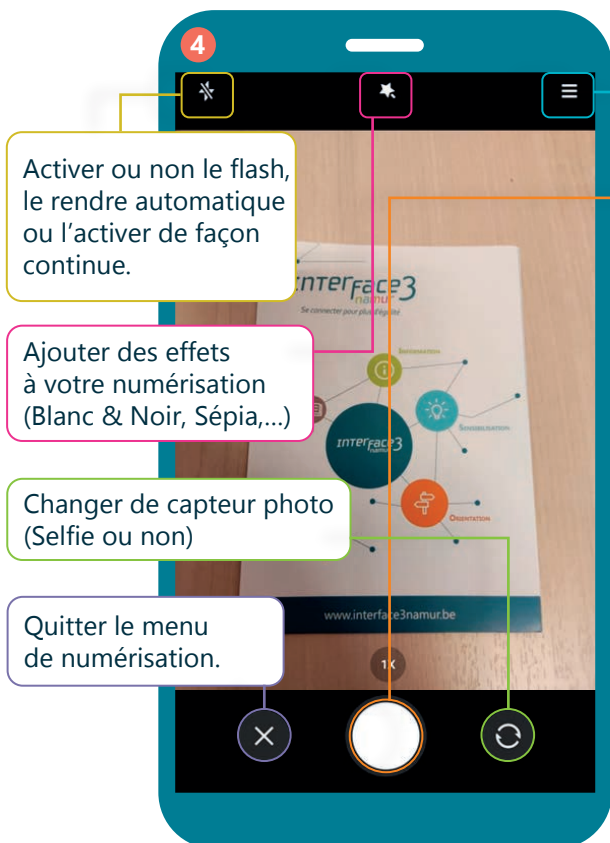 4
Activer ou non le flash,
le rendre automatique
ou l'activer de façon
continue.
interface3
namur
Se connecter pour plus d'égalité
Ajouter des effets
à votre numérisation
(Blanc & Noir, Sépia,...)
Sensibilisation
interface3
namur
Changer de capteur photo
(Selfie ou non)
Orientation
Quitter le menu
de numérisation.
www.interface3namur.be
1X